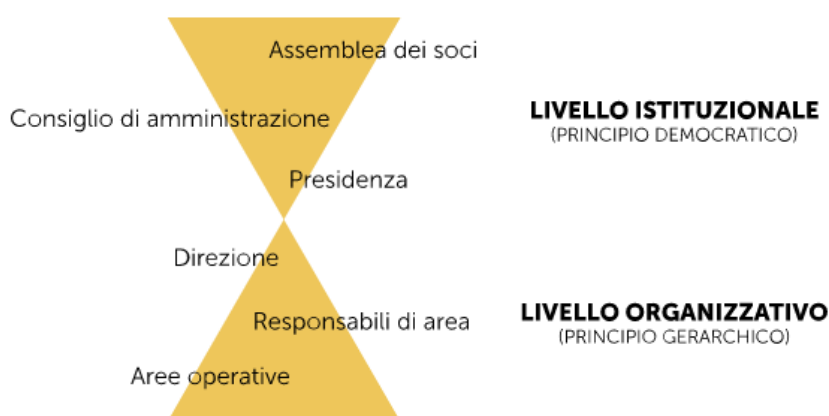 Assemblea dei soci
Consiglio di amministrazione
LIVELLO ISTITUZIONALE
(PRINCIPIO DEMOCRATICO)
Presidenza
Direzione
Responsabili di area
LIVELLO ORGANIZZATIVO
(PRINCIPIO GERARCHICO)
Aree operative